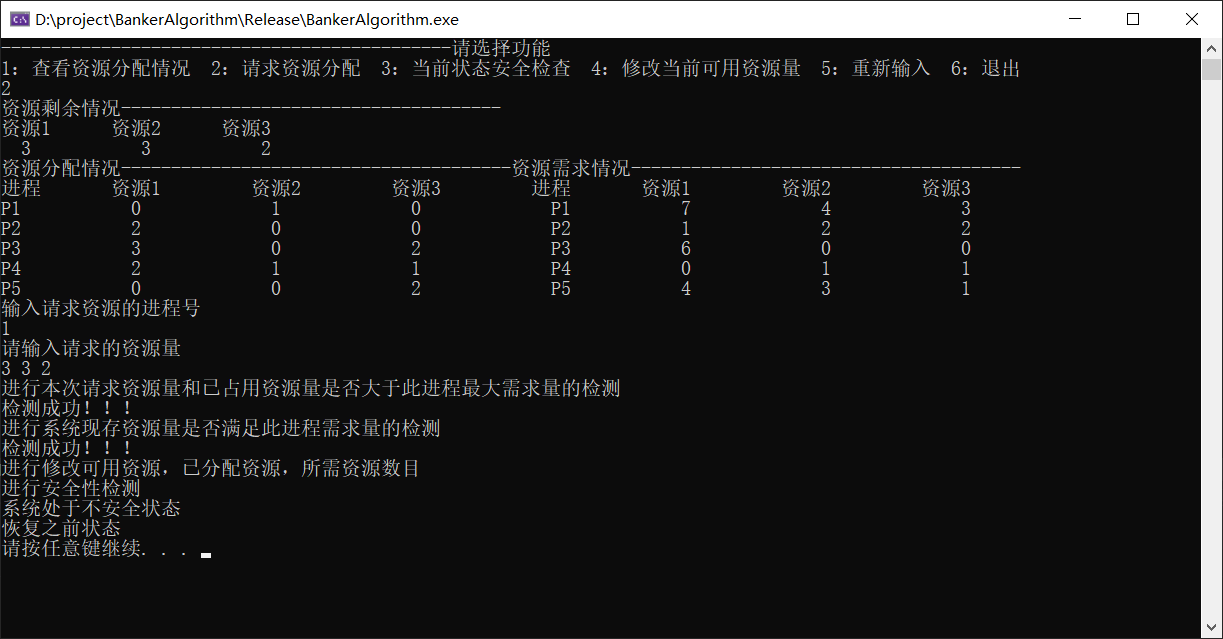 D:\project\BankerAlgorithm\Release\BankerAlgorithm.exe
---------------------------------------------请选择功能
1: 查看资源分配情况  2: 请求资源分配  3: 当前状态安全检查  4: 修改当前可用资源量  5: 重新输入  6: 退出
2
资源剩余情况--------------------------------------
资源1      资源2      资源3
  3           3           2
资源分配情况---------------------------------------资源需求情况---------------------------------------
进程       资源1         资源2         资源3         进程       资源1         资源2         资源3
P1           0             1             0             P1           7             4             3
P2           2             0             0             P2           1             2             2
P3           3             0             2             P3           6             0             0
P4           2             1             1             P4           0             1             1
P5           0             0             2             P5           4             3             1
输入请求资源的进程号
1
请输入请求的资源量
3 3 2
进行本次请求资源量和已占用资源量是否大于此进程最大需求量的检测
检测成功!!!
进行系统现存资源量是否满足此进程需求量的检测
检测成功!!!
进行修改可用资源，已分配资源，所需资源数目
进行安全性检测
系统处于不安全状态
恢复之前状态
请按任意键继续. . .